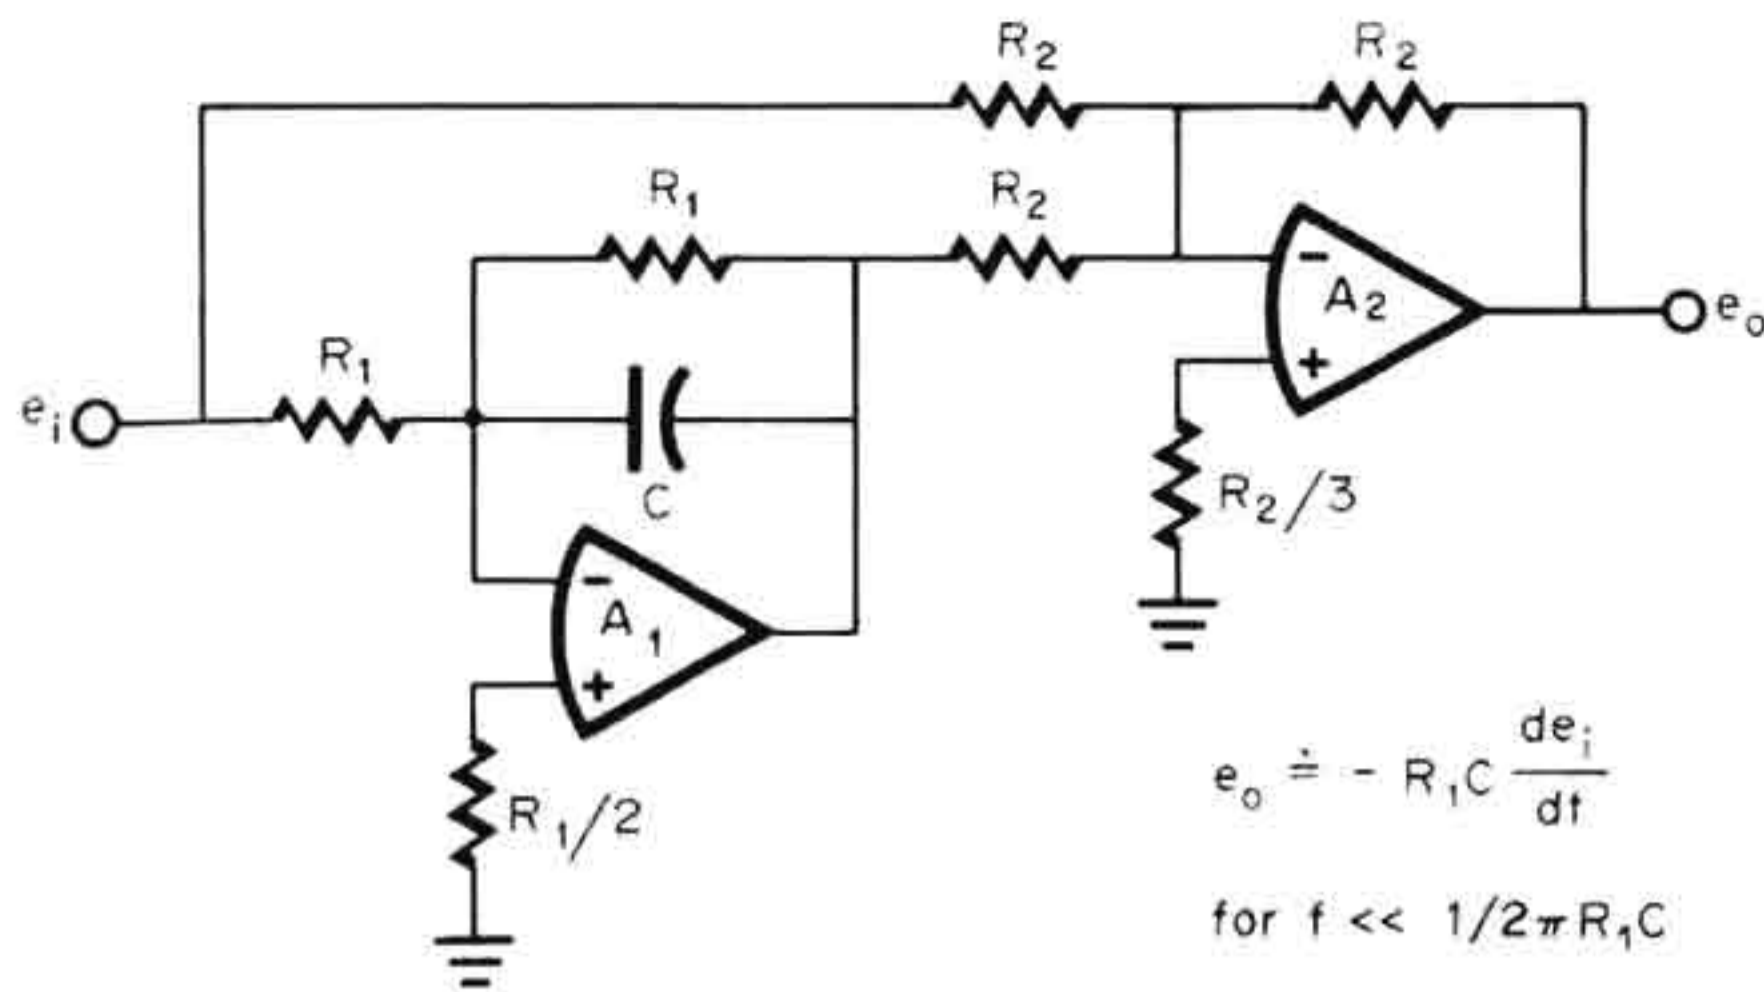 R₂
R₂
R₁
R₂
R₁
eᵢ
C
-
A₂
+
eₒ
R₂/3
-
A₁
+
R₁/2
eₒ ≐ - R₁C deᵢ/dt
for f << 1/2πR₁C